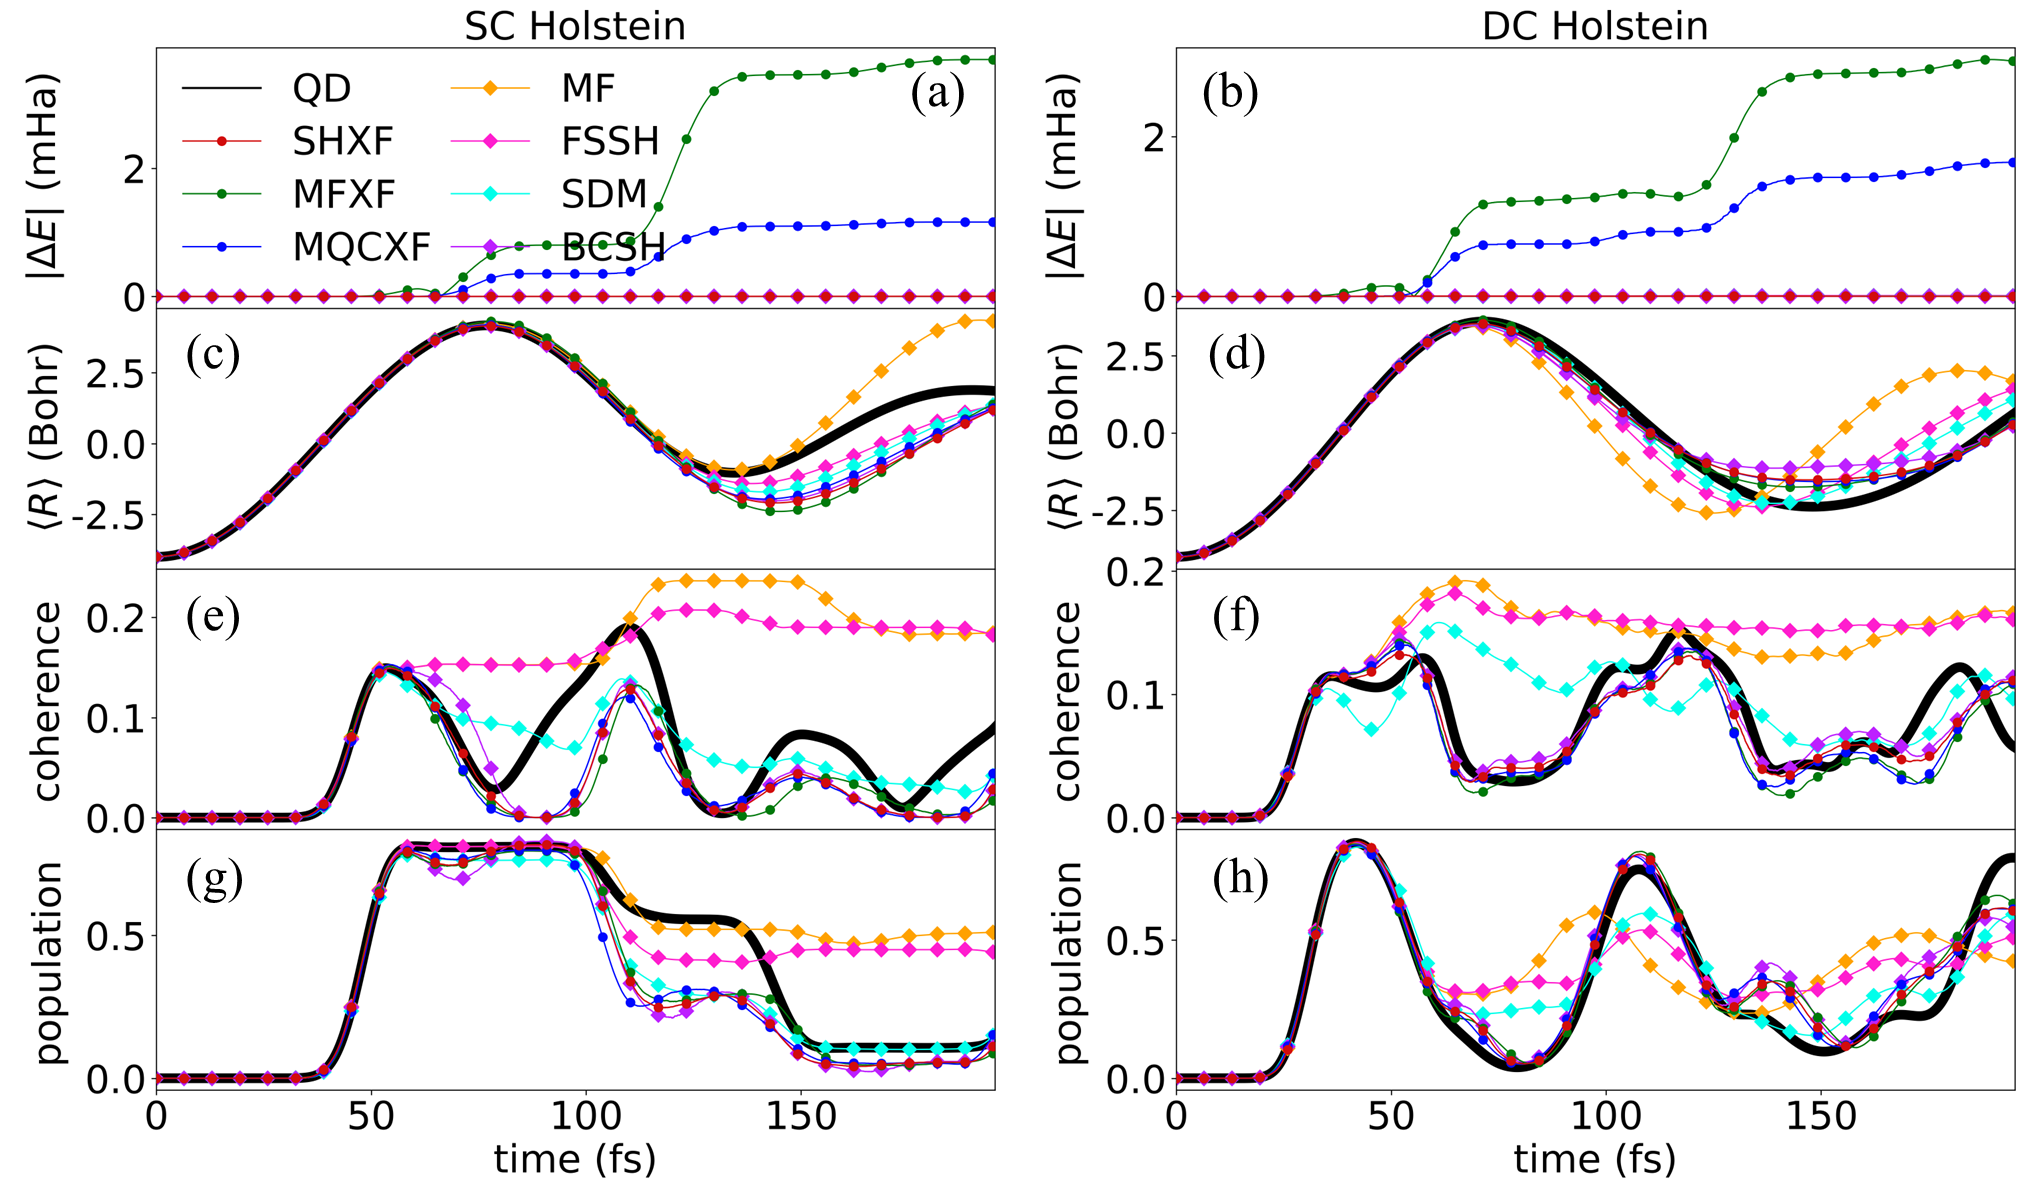 SC Holstein
DC Holstein
|ΔE| (mHa)
2
0
QD
SHXF
MFXF
MQCXF
MF
FSSH
SDM
BCSH
(a)
|ΔE| (mHa)
2
0
(b)
⟨R⟩ (Bohr)
2.5
0.0
-2.5
(c)
⟨R⟩ (Bohr)
2.5
0.0
-2.5
(d)
coherence
0.2
0.1
0.0
(e)
coherence
0.2
0.1
0.0
(f)
population
0.5
0.0
(g)
population
0.5
0.0
(h)
0 50 100 150
time (fs)
0 50 100 150
time (fs)